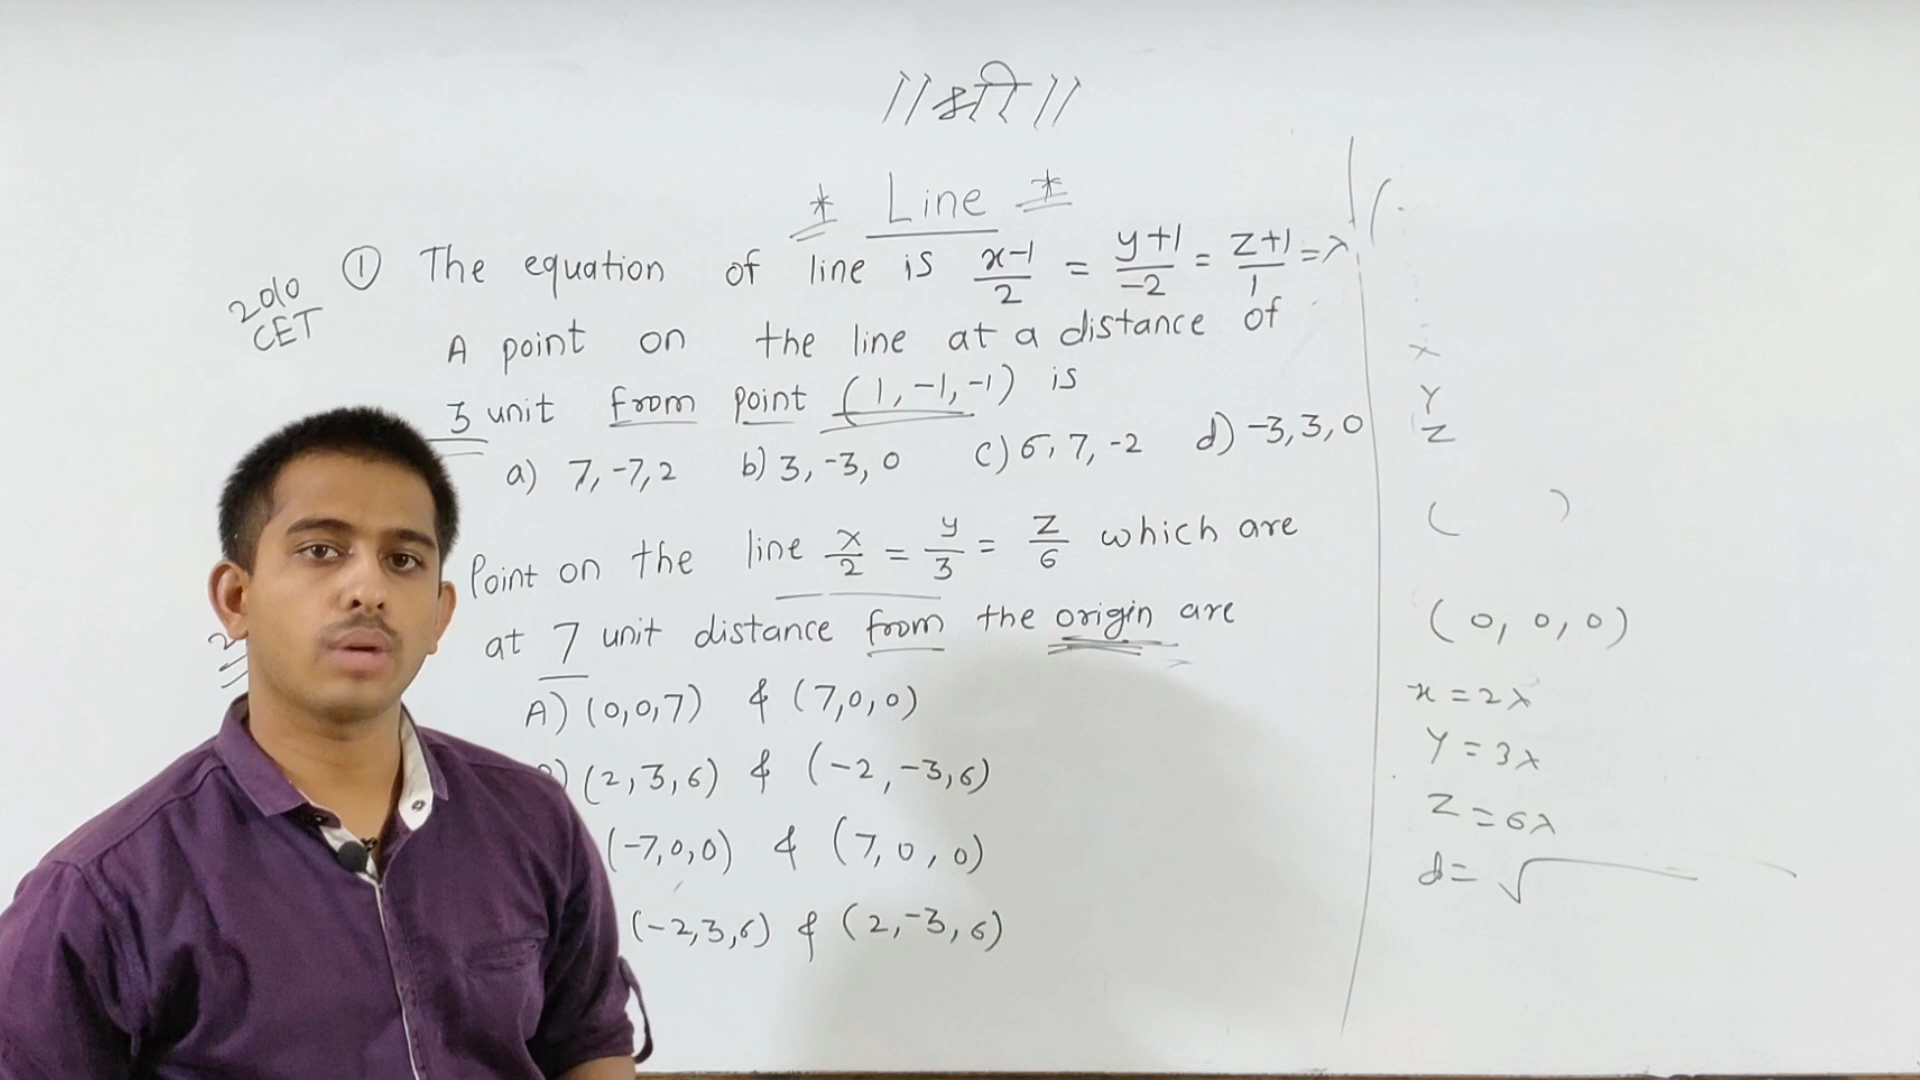 ||श्री||
* Line *
2010 CET
① The equation of line is x-1/2 = y+1/-2 = z+1/1 = λ
A point on the line at a distance of
3 unit from point (1,-1,-1) is
a) 7,-7,2 b) 3,-3,0 c) 6,7,-2 d) -3,3,0
Point on the line x/2 = y/3 = z/6 which are
at 7 unit distance from the origin are
A) (0,0,7) & (7,0,0)
(2,3,6) & (-2,-3,6)
(-7,0,0) & (7,0,0)
(-2,3,6) & (2,-3,6)
x
y
z
( )
(0,0,0)
x = 2λ
y = 3λ
z = 6λ
d = √